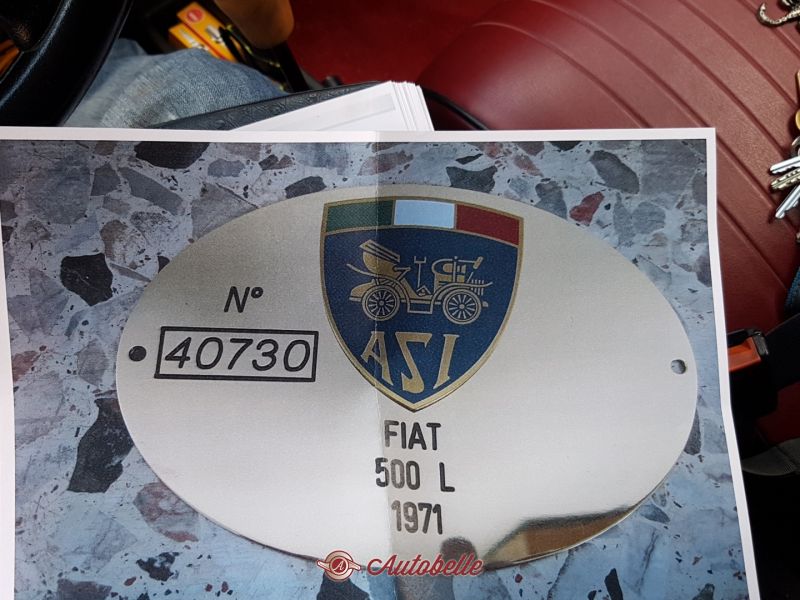 ASI
N°
40730
FIAT
500 L
1971
Autobelle